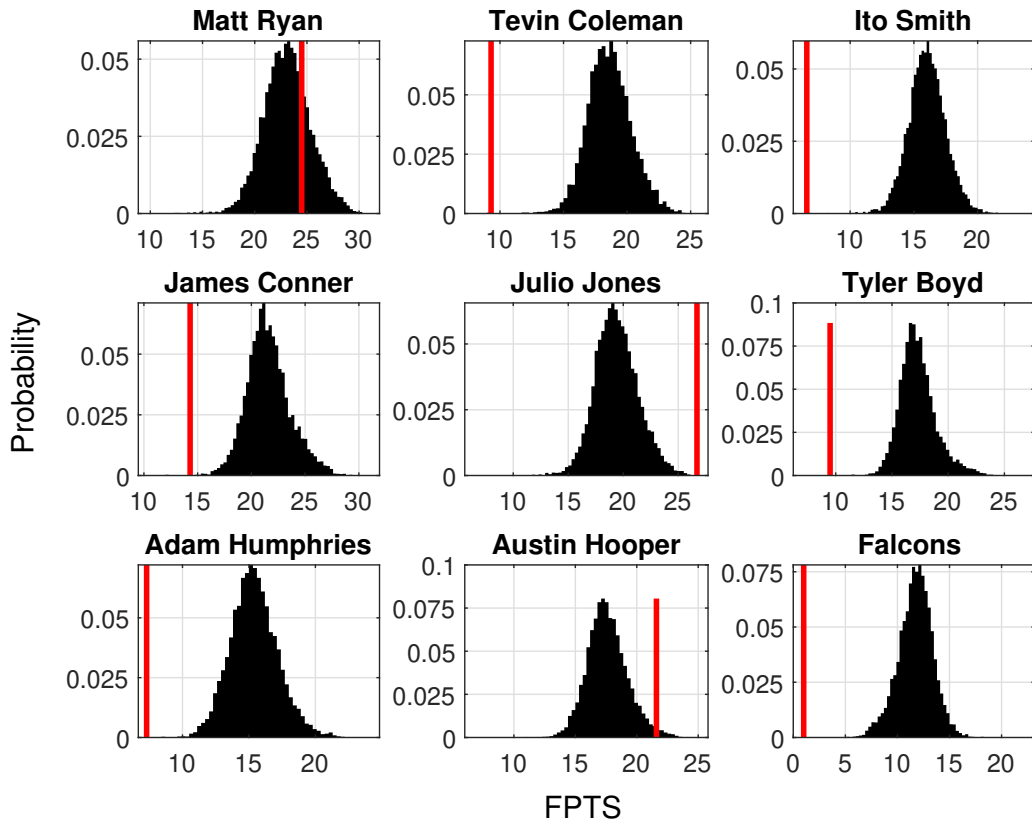 Matt Ryan
Tevin Coleman
Ito Smith
0.05
0.025
0
10 15 20 25 30
0.05
0.025
0
10 15 20 25
0.05
0.025
0
10 15 20
James Conner
Julio Jones
Tyler Boyd
Probability
0.05
0.025
0
10 15 20 25 30
0.05
0.025
0
10 15 20 25
0.1
0.075
0.05
0.025
0
10 15 20 25
Adam Humphries
Austin Hooper
Falcons
0.05
0.025
0
10 15 20
0.1
0.075
0.05
0.025
0
10 15 20 25
0.075
0.05
0.025
0
0 5 10 15 20
FPTS